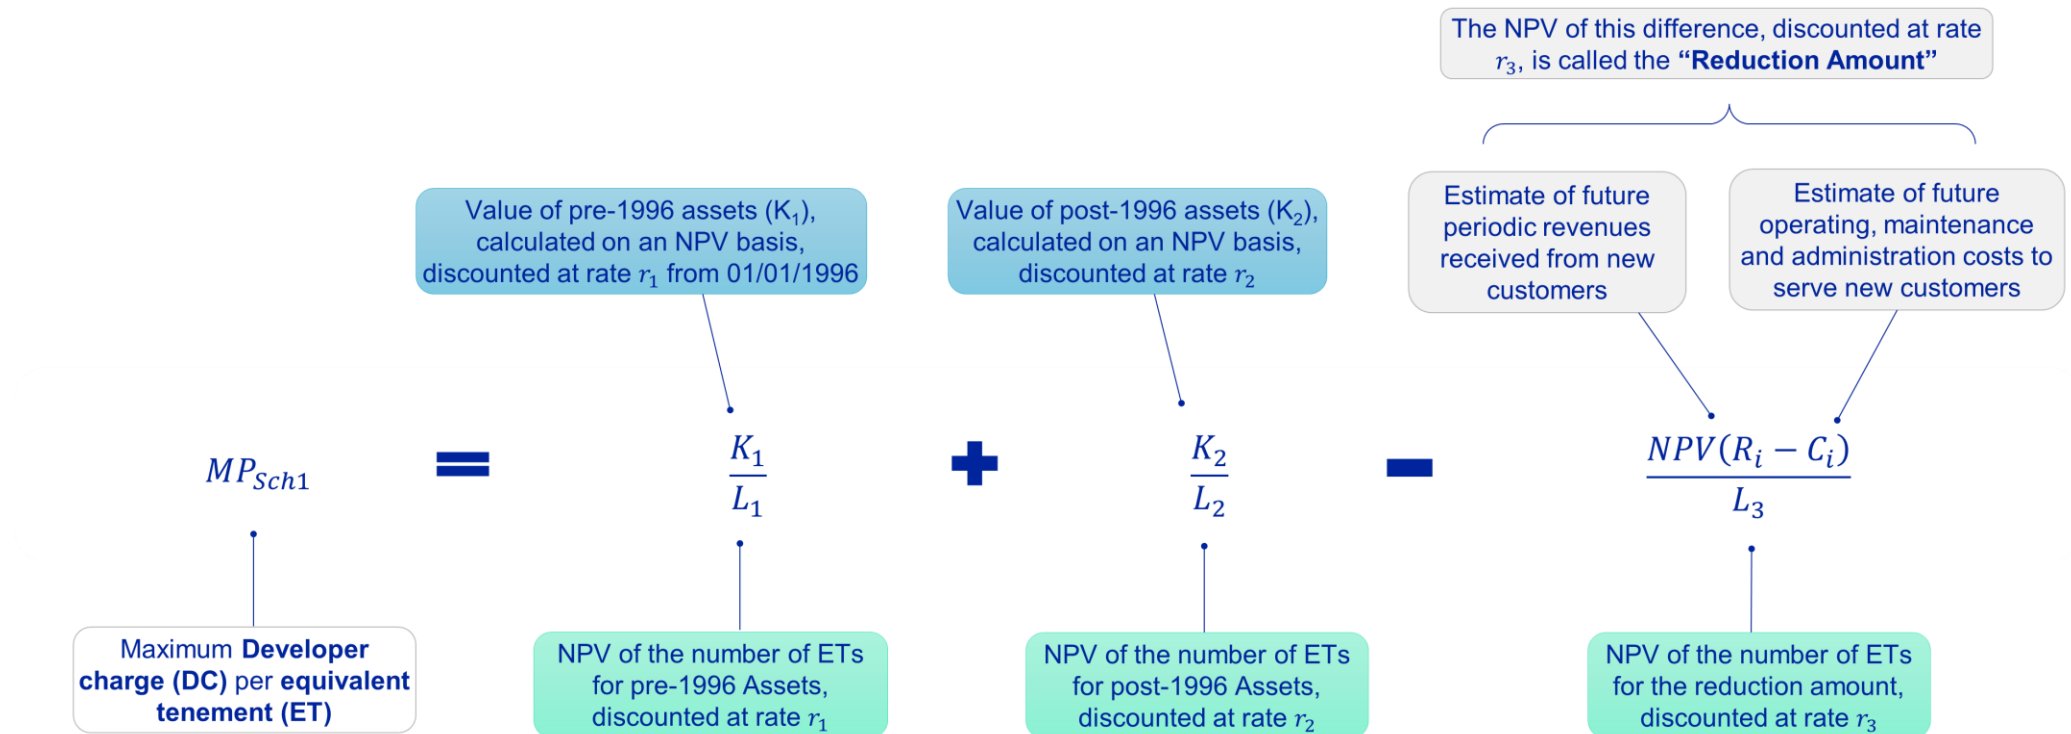 The NPV of this difference, discounted at rate
r₃, is called the “Reduction Amount”
Value of pre-1996 assets (K₁),
calculated on an NPV basis,
discounted at rate r₁ from 01/01/1996
Value of post-1996 assets (K₂),
calculated on an NPV basis,
discounted at rate r₂
Estimate of future
periodic revenues
received from new
customers
Estimate of future
operating, maintenance
and administration costs to
serve new customers
MP_Sch1
=
K₁
L₁
+
K₂
L₂
−
NPV(Rᵢ − Cᵢ)
L₃
Maximum Developer
charge (DC) per equivalent
tenement (ET)
NPV of the number of ETs
for pre-1996 Assets,
discounted at rate r₁
NPV of the number of ETs
for post-1996 Assets,
discounted at rate r₂
NPV of the number of ETs
for the reduction amount,
discounted at rate r₃